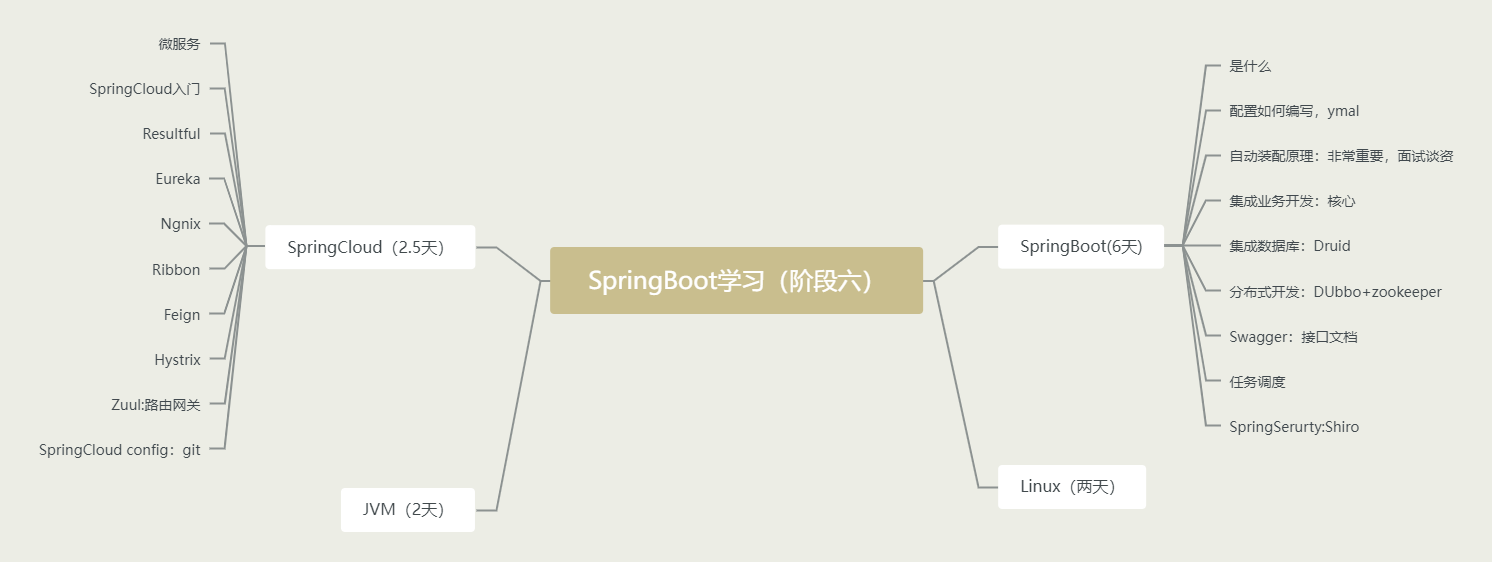 SpringBoot学习（阶段六）
SpringBoot(6天)
是什么
配置如何编写，ymal
自动装配原理：非常重要，面试谈资
集成业务开发：核心
集成数据库：Druid
分布式开发：DUbbo+zookeeper
Swagger：接口文档
任务调度
SpringSerurty:Shiro
Linux（两天）
SpringCloud（2.5天）
微服务
SpringCloud入门
Resultful
Eureka
Ngnix
Ribbon
Feign
Hystrix
Zuul:路由网关
SpringCloud config：git
JVM（2天）